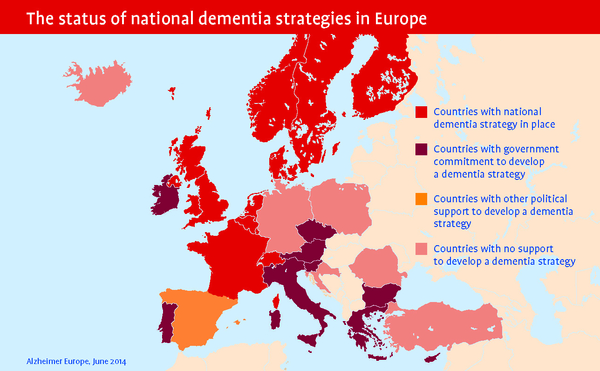 The status of national dementia strategies in Europe
Countries with national
dementia strategy in place
Countries with government
commitment to develop
a dementia strategy
Countries with other political
support to develop a dementia
strategy
Countries with no support
to develop a dementia strategy
Alzheimer Europe, June 2014